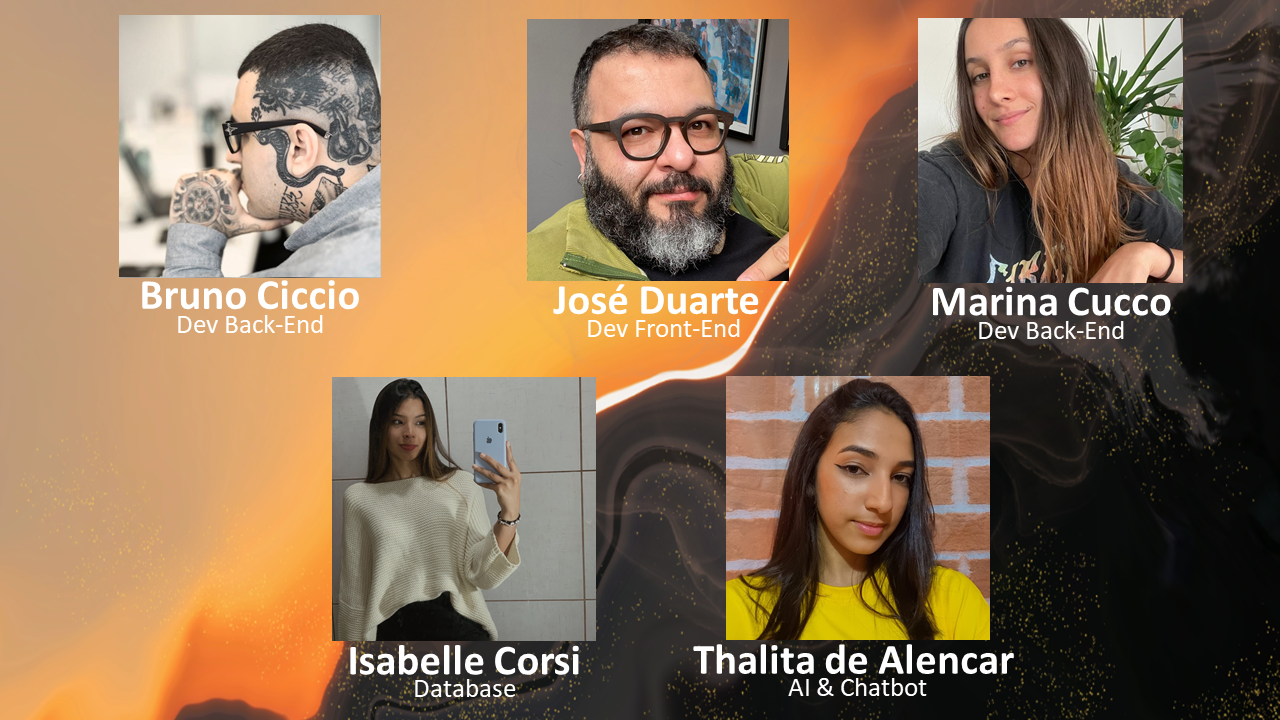 Bruno Ciccio
Dev Back-End
José Duarte
Dev Front-End
Marina Cucco
Dev Back-End
Isabelle Corsi
Database
Thalita de Alencar
AI & Chatbot